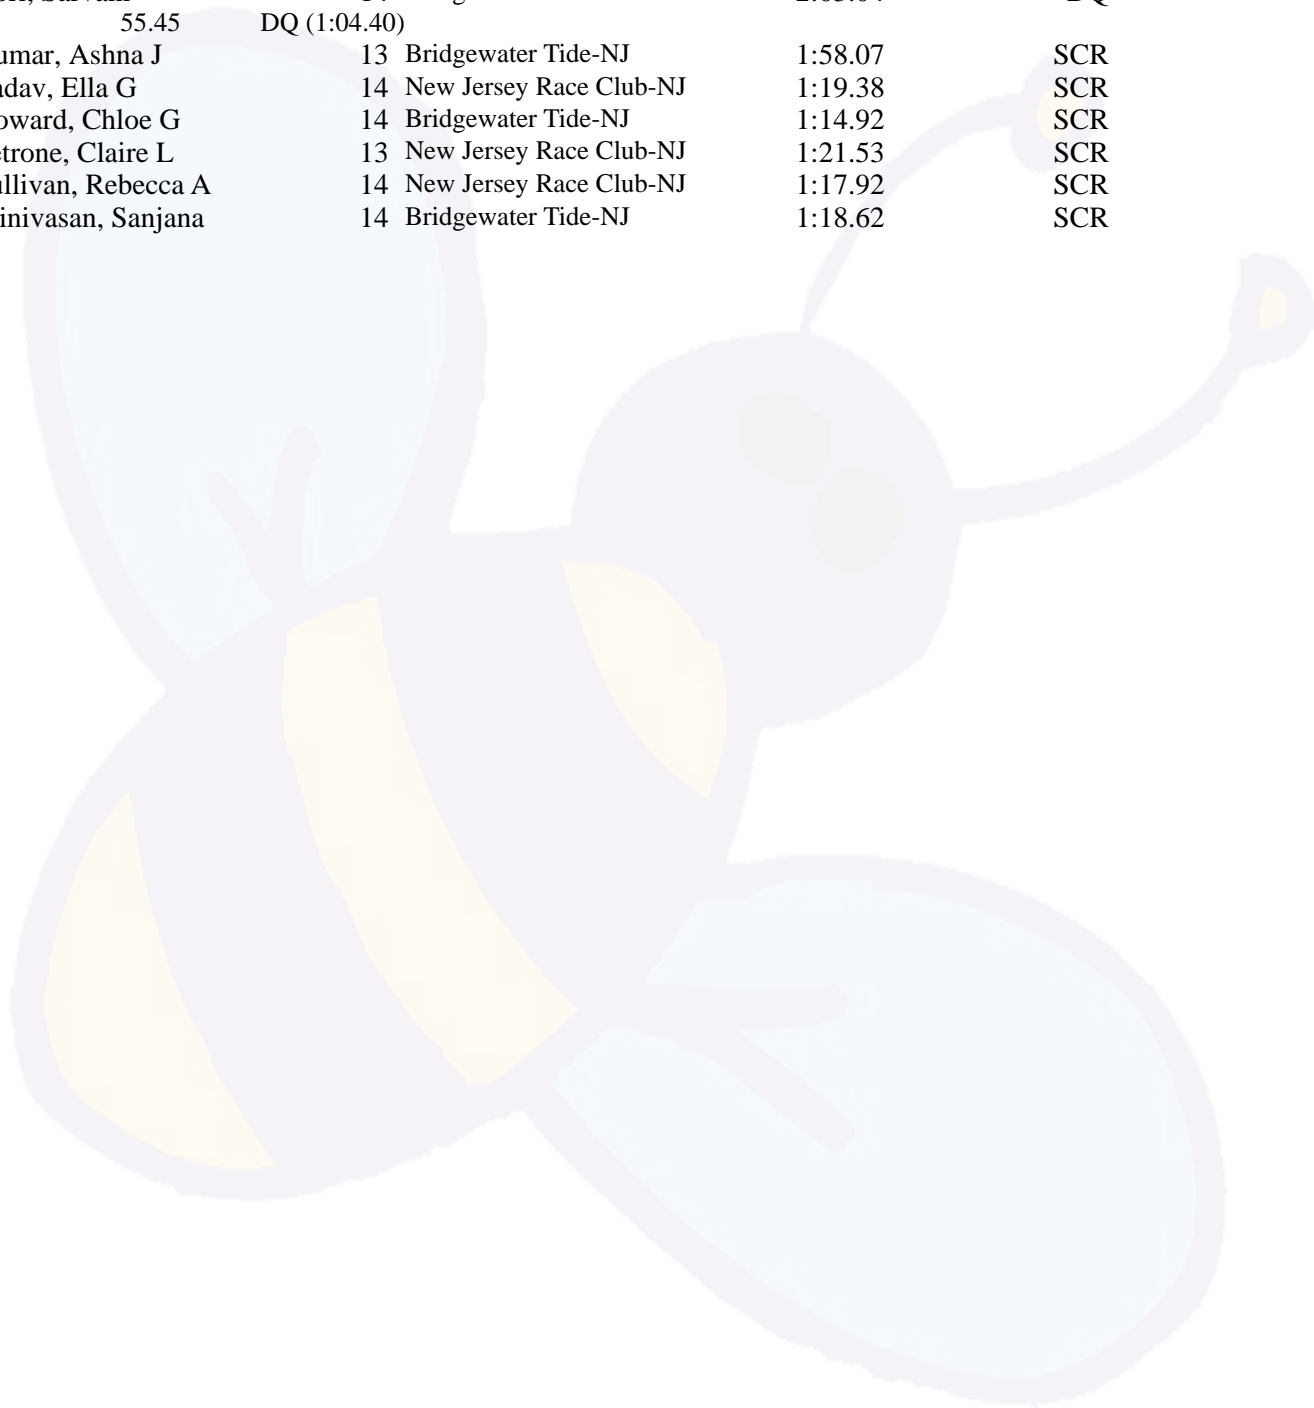 55.45 DQ (1:04.40)
umar, Ashna J 13 Bridgewater Tide-NJ 1:58.07 SCR
adav, Ella G 14 New Jersey Race Club-NJ 1:19.38 SCR
oward, Chloe G 14 Bridgewater Tide-NJ 1:14.92 SCR
etrone, Claire L 13 New Jersey Race Club-NJ 1:21.53 SCR
ullivan, Rebecca A 14 New Jersey Race Club-NJ 1:17.92 SCR
inivasan, Sanjana 14 Bridgewater Tide-NJ 1:18.62 SCR